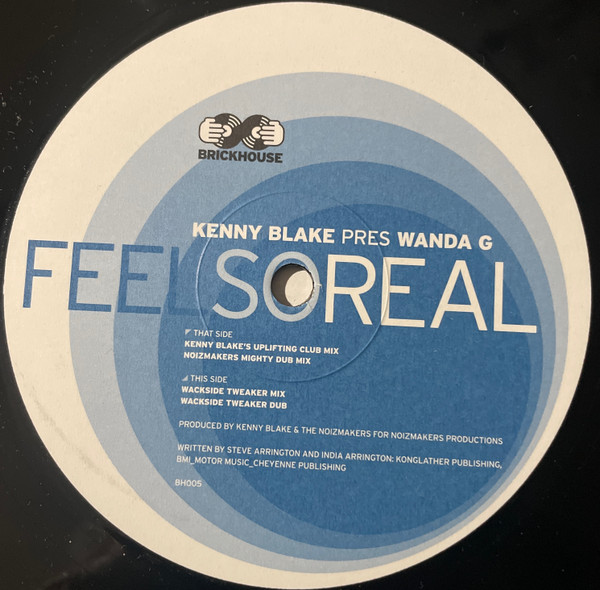 BRICKHOUSE
KENNY BLAKE PRES WANDA G
FEELSOREAL
THAT SIDE
KENNY BLAKE'S UPLIFTING CLUB MIX
NOIZMAKERS MIGHTY DUB MIX
THIS SIDE
WACKSIDE TWEAKER MIX
WACKSIDE TWEAKER DUB
PRODUCED BY KENNY BLAKE & THE NOIZMAKERS FOR NOIZMAKERS PRODUCTIONS
WRITTEN BY STEVE ARRINGTON AND INDIA ARRINGTON: KONGLATHER PUBLISHING,
BMI_MOTOR MUSIC_CHEYENNE PUBLISHING
BH005